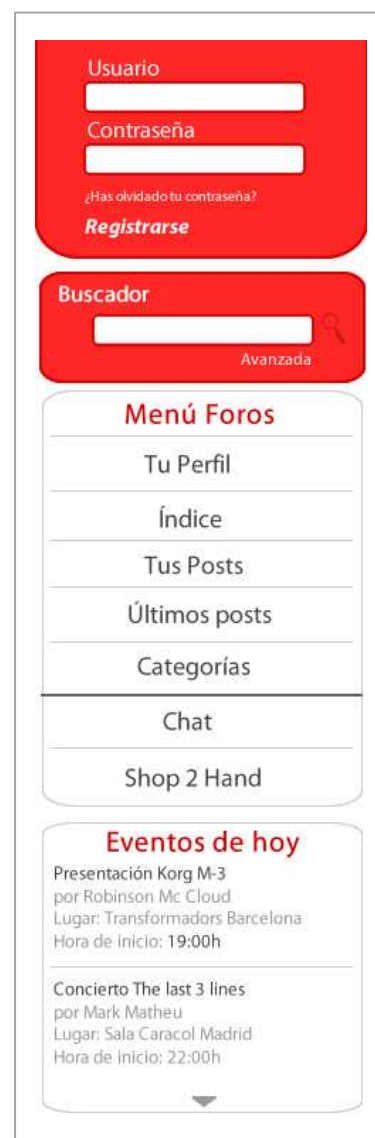 Usuario
Contraseña
¿Has olvidado tu contraseña?
Registrarse
Buscador
Avanzada
Menú Foros
Tu Perfil
Índice
Tus Posts
Últimos posts
Categorías
Chat
Shop 2 Hand
Eventos de hoy
Presentación Korg M-3
por Robinson Mc Cloud
Lugar: Transformadors Barcelona
Hora de inicio: 19:00h
Concierto The last 3 lines
por Mark Matheu
Lugar: Sala Caracol Madrid
Hora de inicio: 22:00h